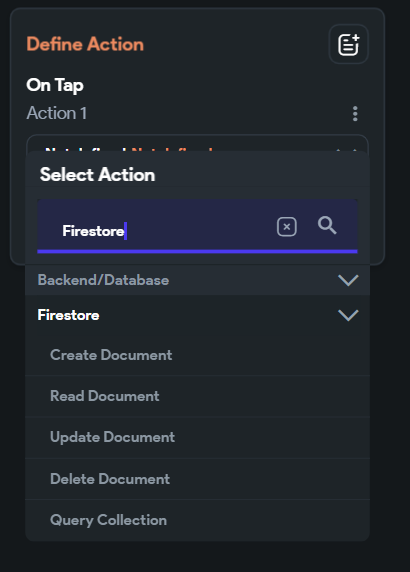 Define Action
On Tap
Action 1
Select Action
Firestore
Backend/Database
Firestore
Create Document
Read Document
Update Document
Delete Document
Query Collection